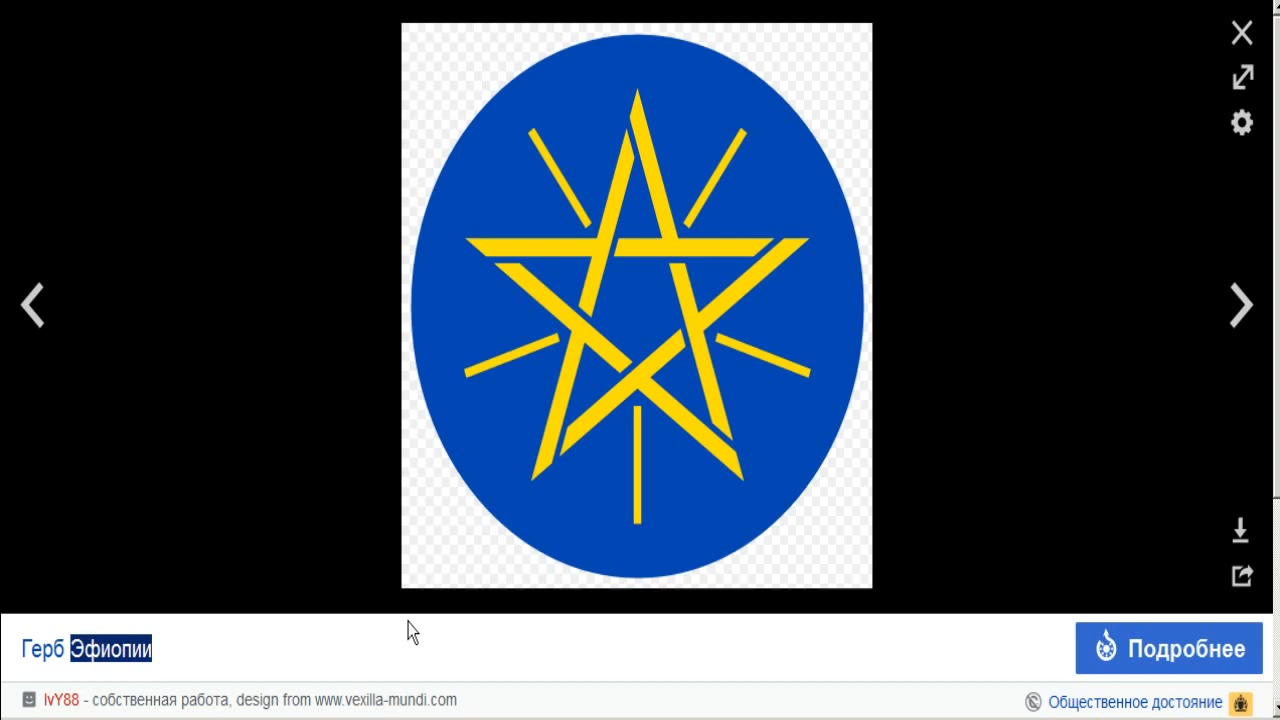 Герб Эфиопии
Подробнее
IvY88 - собственная работа, design from www.vexilla-mundi.com
Общественное достояние